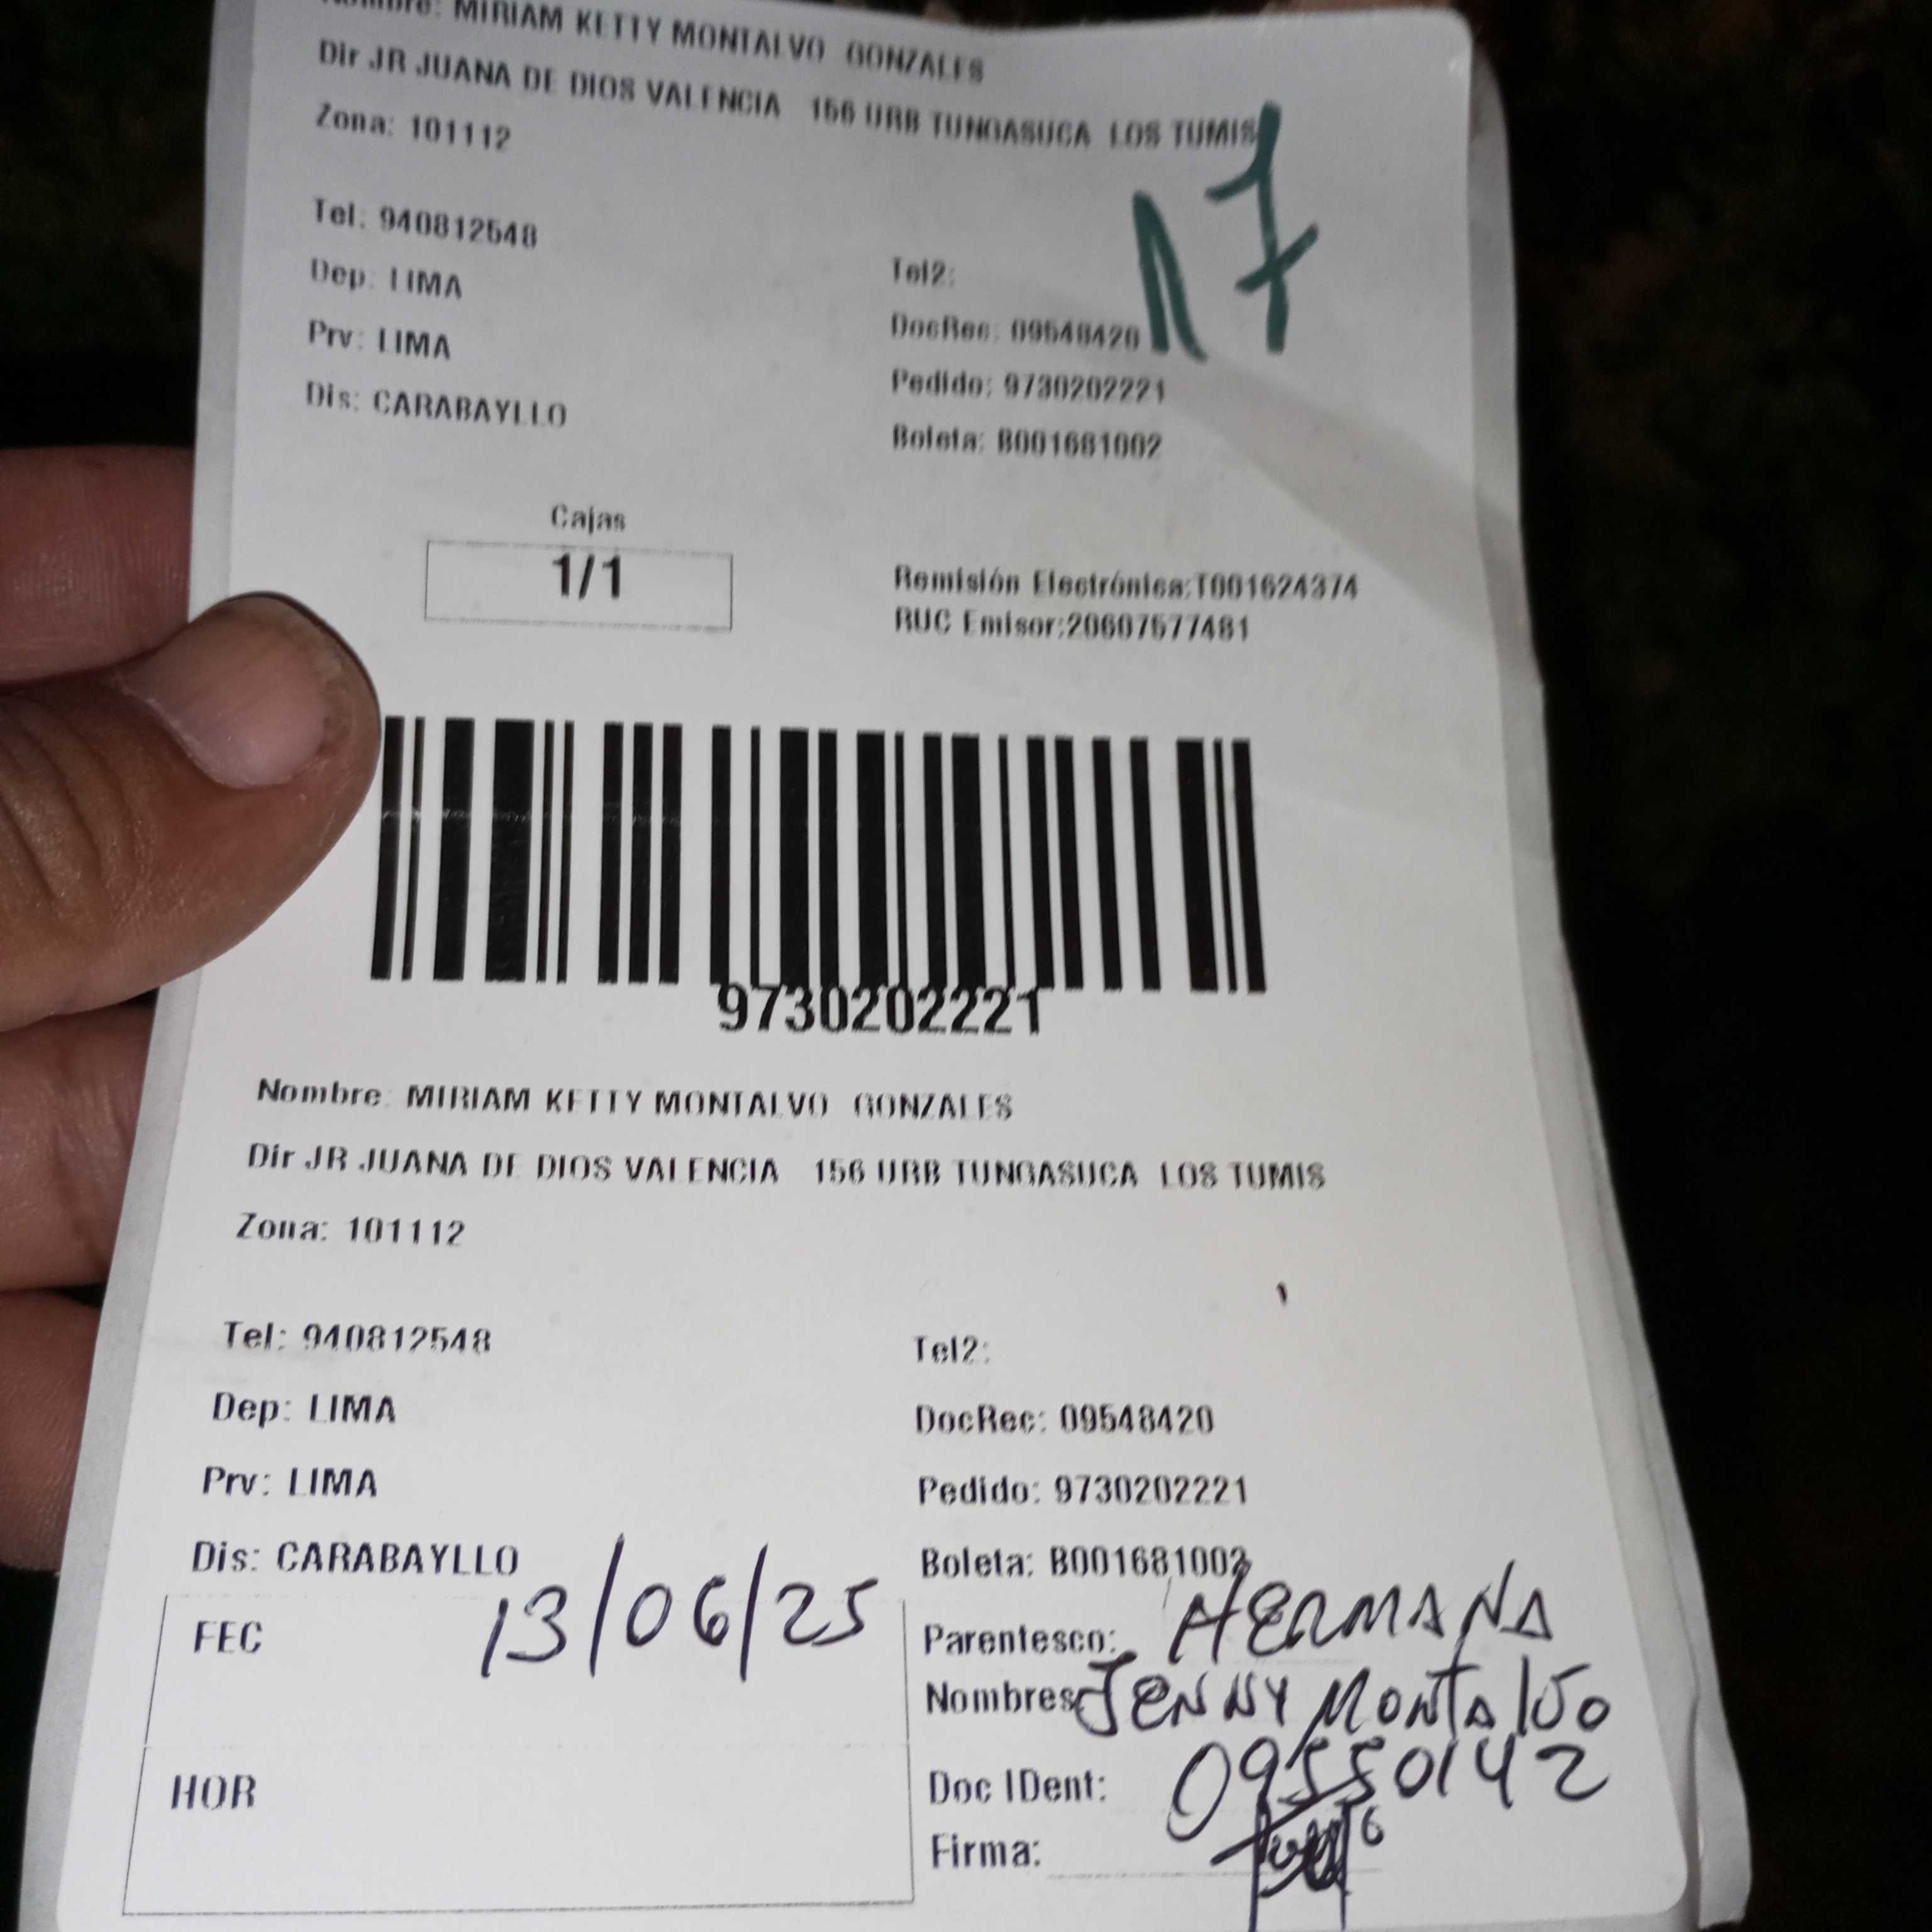 Nombre: MIRIAM KETTY MONTALVO GONZALES
Dir JR JUANA DE DIOS VALENCIA 156 URB TUNGASUCA LOS TUMIS
Zona: 101112
17
Tel: 940812548
Tel2:
Dep: LIMA
DocRec: 09548420
Prv: LIMA
Pedido: 9730202221
Dis: CARABAYLLO
Boleta: B001681002
Cajas
1/1
Remisión Electrónica:T001624374
RUC Emisor:20607577481
9730202221
Nombre: MIRIAM KETTY MONTALVO GONZALES
Dir JR JUANA DE DIOS VALENCIA 156 URB TUNGASUCA LOS TUMIS
Zona: 101112
Tel: 940812548
Tel2:
Dep: LIMA
DocRec: 09548420
Prv: LIMA
Pedido: 9730202221
Dis: CARABAYLLO
Boleta: B001681002
FEC 13/06/25
Parentesco: HERMANA
Nombres JENNY MONTALVO
HOR
Doc IDent: 09550142
Firma: